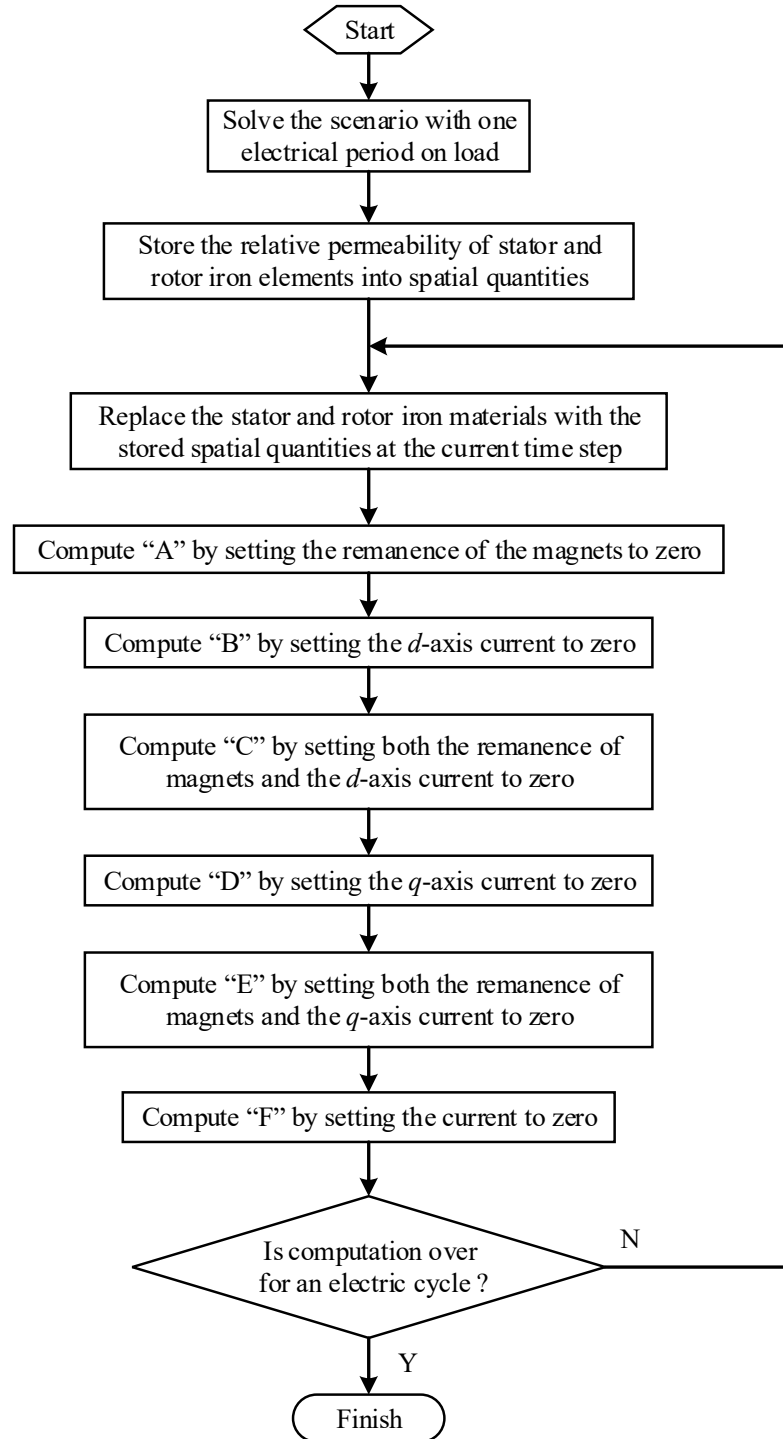 Start
Solve the scenario with one
electrical period on load
Store the relative permeability of stator and
rotor iron elements into spatial quantities
Replace the stator and rotor iron materials with the
stored spatial quantities at the current time step
Compute “A” by setting the remanence of the magnets to zero
Compute “B” by setting the d-axis current to zero
Compute “C” by setting both the remanence of
magnets and the d-axis current to zero
Compute “D” by setting the q-axis current to zero
Compute “E” by setting both the remanence of
magnets and the q-axis current to zero
Compute “F” by setting the current to zero
Is computation over
for an electric cycle ?
N
Y
Finish